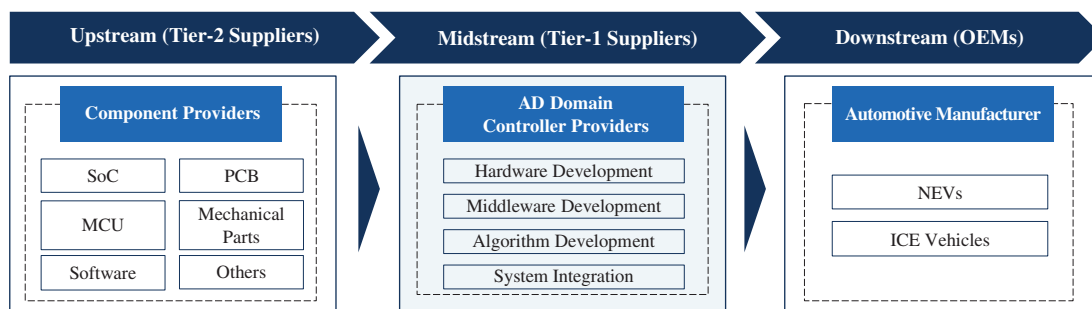 Upstream (Tier-2 Suppliers)
Midstream (Tier-1 Suppliers)
Downstream (OEMs)
Component Providers
SoC
PCB
MCU
Mechanical
Parts
Software
Others
AD Domain
Controller Providers
Hardware Development
Middleware Development
Algorithm Development
System Integration
Automotive Manufacturer
NEVs
ICE Vehicles